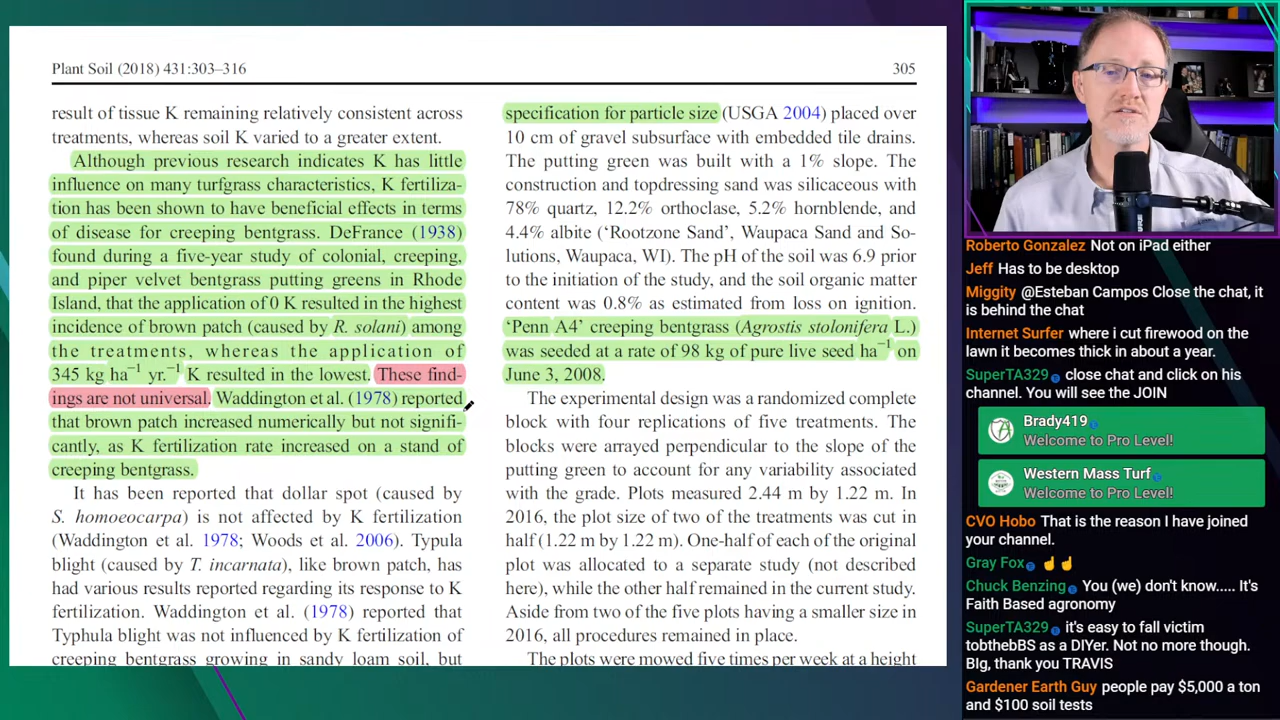 Plant Soil (2018) 431:303–316
305
result of tissue K remaining relatively consistent across
treatments, whereas soil K varied to a greater extent.
Although previous research indicates K has little
influence on many turfgrass characteristics, K fertiliza-
tion has been shown to have beneficial effects in terms
of disease for creeping bentgrass. DeFrance (1938)
found during a five-year study of colonial, creeping,
and piper velvet bentgrass putting greens in Rhode
Island, that the application of 0 K resulted in the highest
incidence of brown patch (caused by R. solani) among
the treatments, whereas the application of
345 kg ha⁻¹ yr.⁻¹ K resulted in the lowest. These find-
ings are not universal. Waddington et al. (1978) reported
that brown patch increased numerically but not signifi-
cantly, as K fertilization rate increased on a stand of
creeping bentgrass.
It has been reported that dollar spot (caused by
S. homoeocarpa) is not affected by K fertilization
(Waddington et al. 1978; Woods et al. 2006). Typula
blight (caused by T. incarnata), like brown patch, has
had various results reported regarding its response to K
fertilization. Waddington et al. (1978) reported that
Typhula blight was not influenced by K fertilization of
creeping bentgrass growing in sandy loam soil, but
specification for particle size (USGA 2004) placed over
10 cm of gravel subsurface with embedded tile drains.
The putting green was built with a 1% slope. The
construction and topdressing sand was silicaceous with
78% quartz, 12.2% orthoclase, 5.2% hornblende, and
4.4% albite (‘Rootzone Sand’, Waupaca Sand and So-
lutions, Waupaca, WI). The pH of the soil was 6.9 prior
to the initiation of the study, and the soil organic matter
content was 0.8% as estimated from loss on ignition.
‘Penn A4’ creeping bentgrass (Agrostis stolonifera L.)
was seeded at a rate of 98 kg of pure live seed ha⁻¹ on
June 3, 2008.
The experimental design was a randomized complete
block with four replications of five treatments. The
blocks were arrayed perpendicular to the slope of the
putting green to account for any variability associated
with the grade. Plots measured 2.44 m by 1.22 m. In
2016, the plot size of two of the treatments was cut in
half (1.22 m by 1.22 m). One-half of each of the original
plot was allocated to a separate study (not described
here), while the other half remained in the current study.
Aside from two of the five plots having a smaller size in
2016, all procedures remained in place.
The plots were mowed five times per week at a height
Roberto Gonzalez Not on iPad either
Jeff Has to be desktop
Miggity @Esteban Campos Close the chat, it
is behind the chat
Internet Surfer where i cut firewood on the
lawn it becomes thick in about a year.
SuperTA329 close chat and click on his
channel. You will see the JOIN
Brady419
Welcome to Pro Level!
Western Mass Turf
Welcome to Pro Level!
CVO Hobo That is the reason I have joined
your channel.
Gray Fox ☝️☝️
Chuck Benzing You (we) don't know..... It's
Faith Based agronomy
SuperTA329 it's easy to fall victim
tobthebBS as a DIYer. Not no more though.
BIg, thank you TRAVIS
Gardener Earth Guy people pay $5,000 a ton
and $100 soil tests